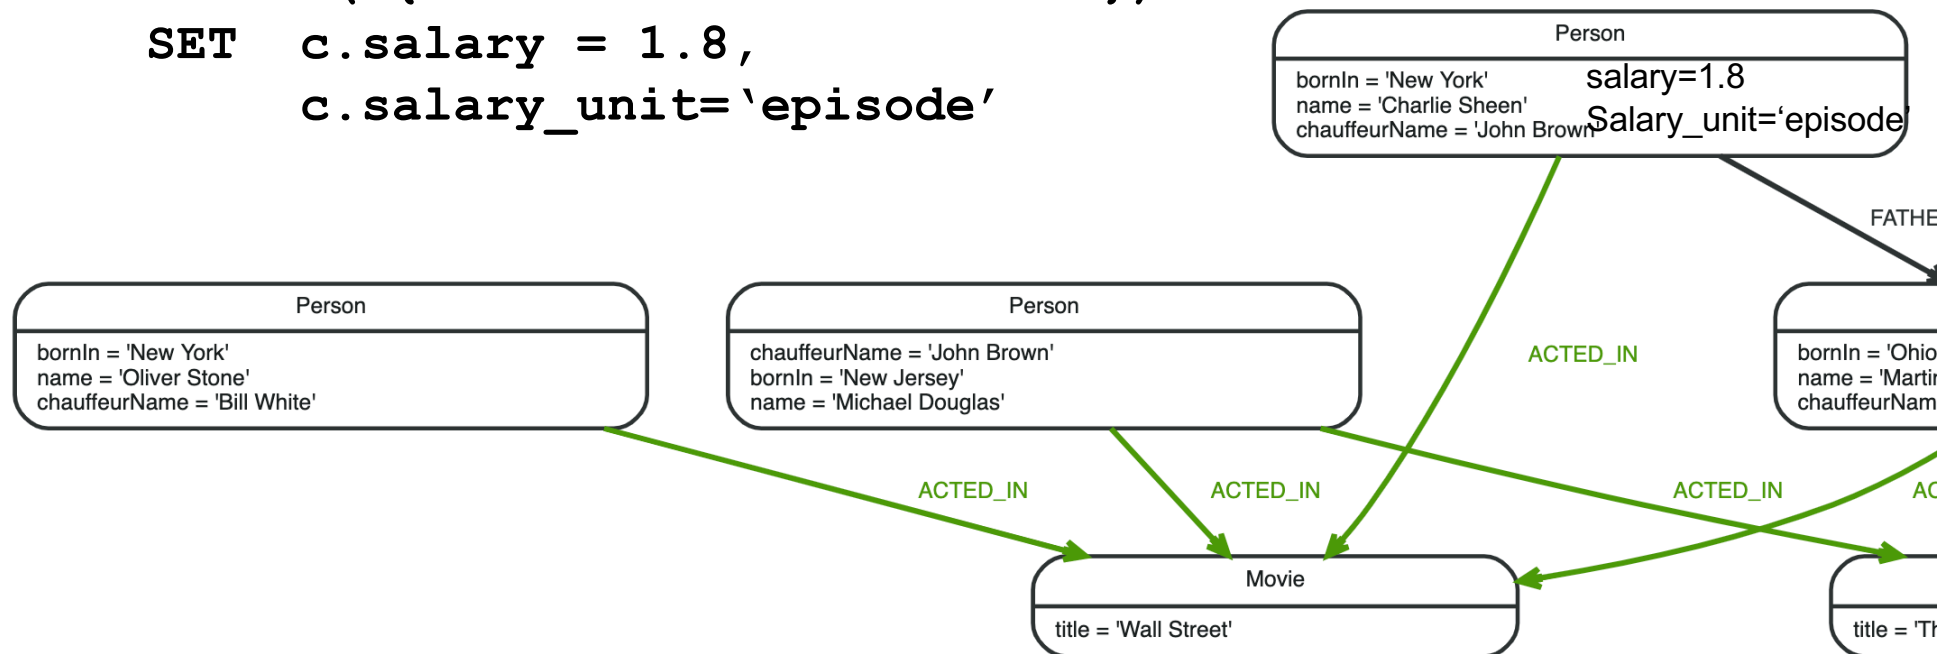 SET c.salary = 1.8,
c.salary_unit=‘episode’
Person
bornIn = 'New York'
name = 'Charlie Sheen'
chauffeurName = 'John Brown'
salary=1.8
Salary_unit=‘episode’
FATHE
Person
bornIn = 'New York'
name = 'Oliver Stone'
chauffeurName = 'Bill White'
Person
chauffeurName = 'John Brown'
bornIn = 'New Jersey'
name = 'Michael Douglas'
ACTED_IN
bornIn = 'Ohio
name = 'Martin
chauffeurNam
ACTED_IN
ACTED_IN
ACTED_IN
AC
Movie
title = 'Wall Street'
title = 'Th